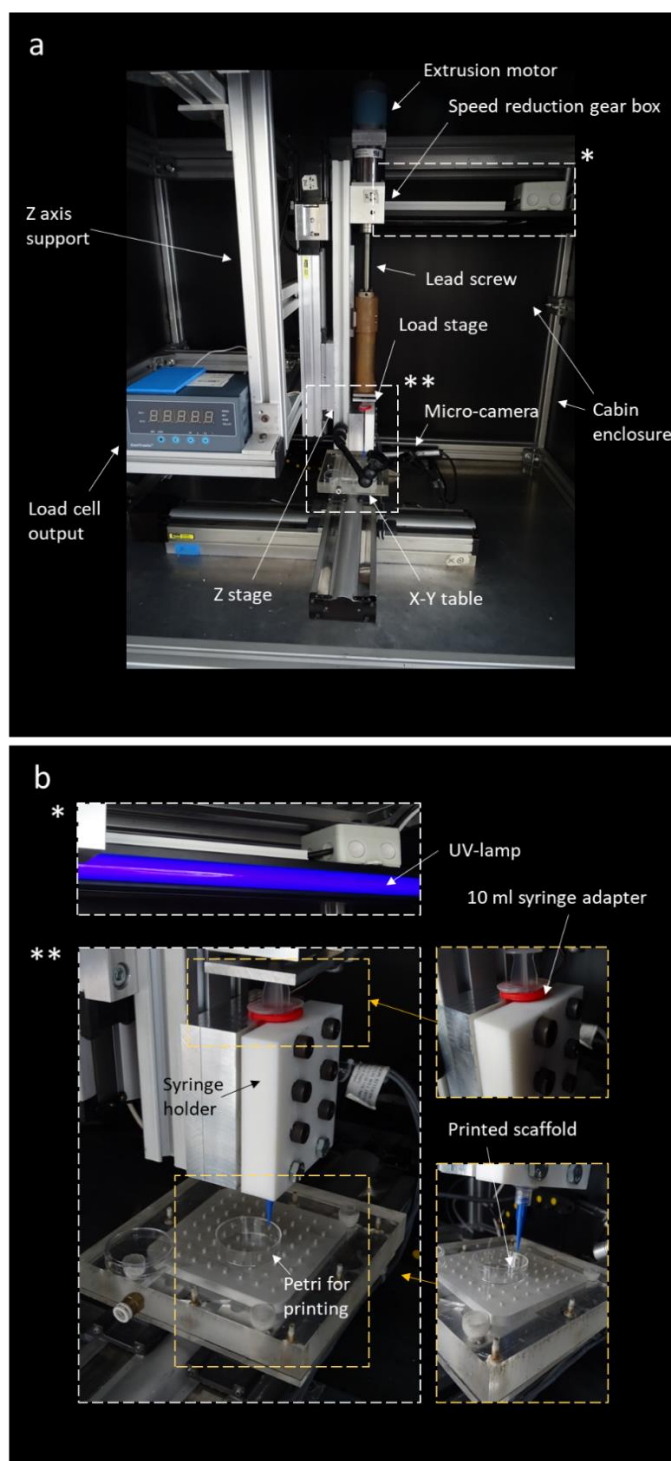 a
Extrusion motor
Speed reduction gear box
*
Z axis
support
Lead screw
Load stage
**
Micro-camera
Cabin
enclosure
Load cell
output
Z stage
X-Y table
b
*
UV-lamp
10 ml syringe adapter
**
Syringe
holder
Printed scaffold
Petri for
printing